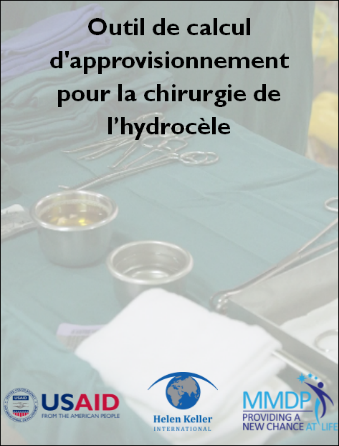 Outil de calcul
d'approvisionnement
pour la chirurgie de
l'hydrocèle
USAID
FROM THE AMERICAN PEOPLE
Helen Keller
INTERNATIONAL
MMDP
PROVIDING A
NEW CHANCE AT LIFE